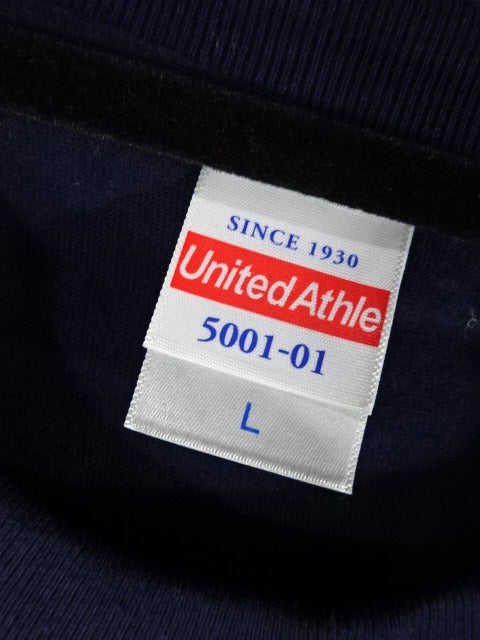 SINCE 1930
United Athle
5001-01
L